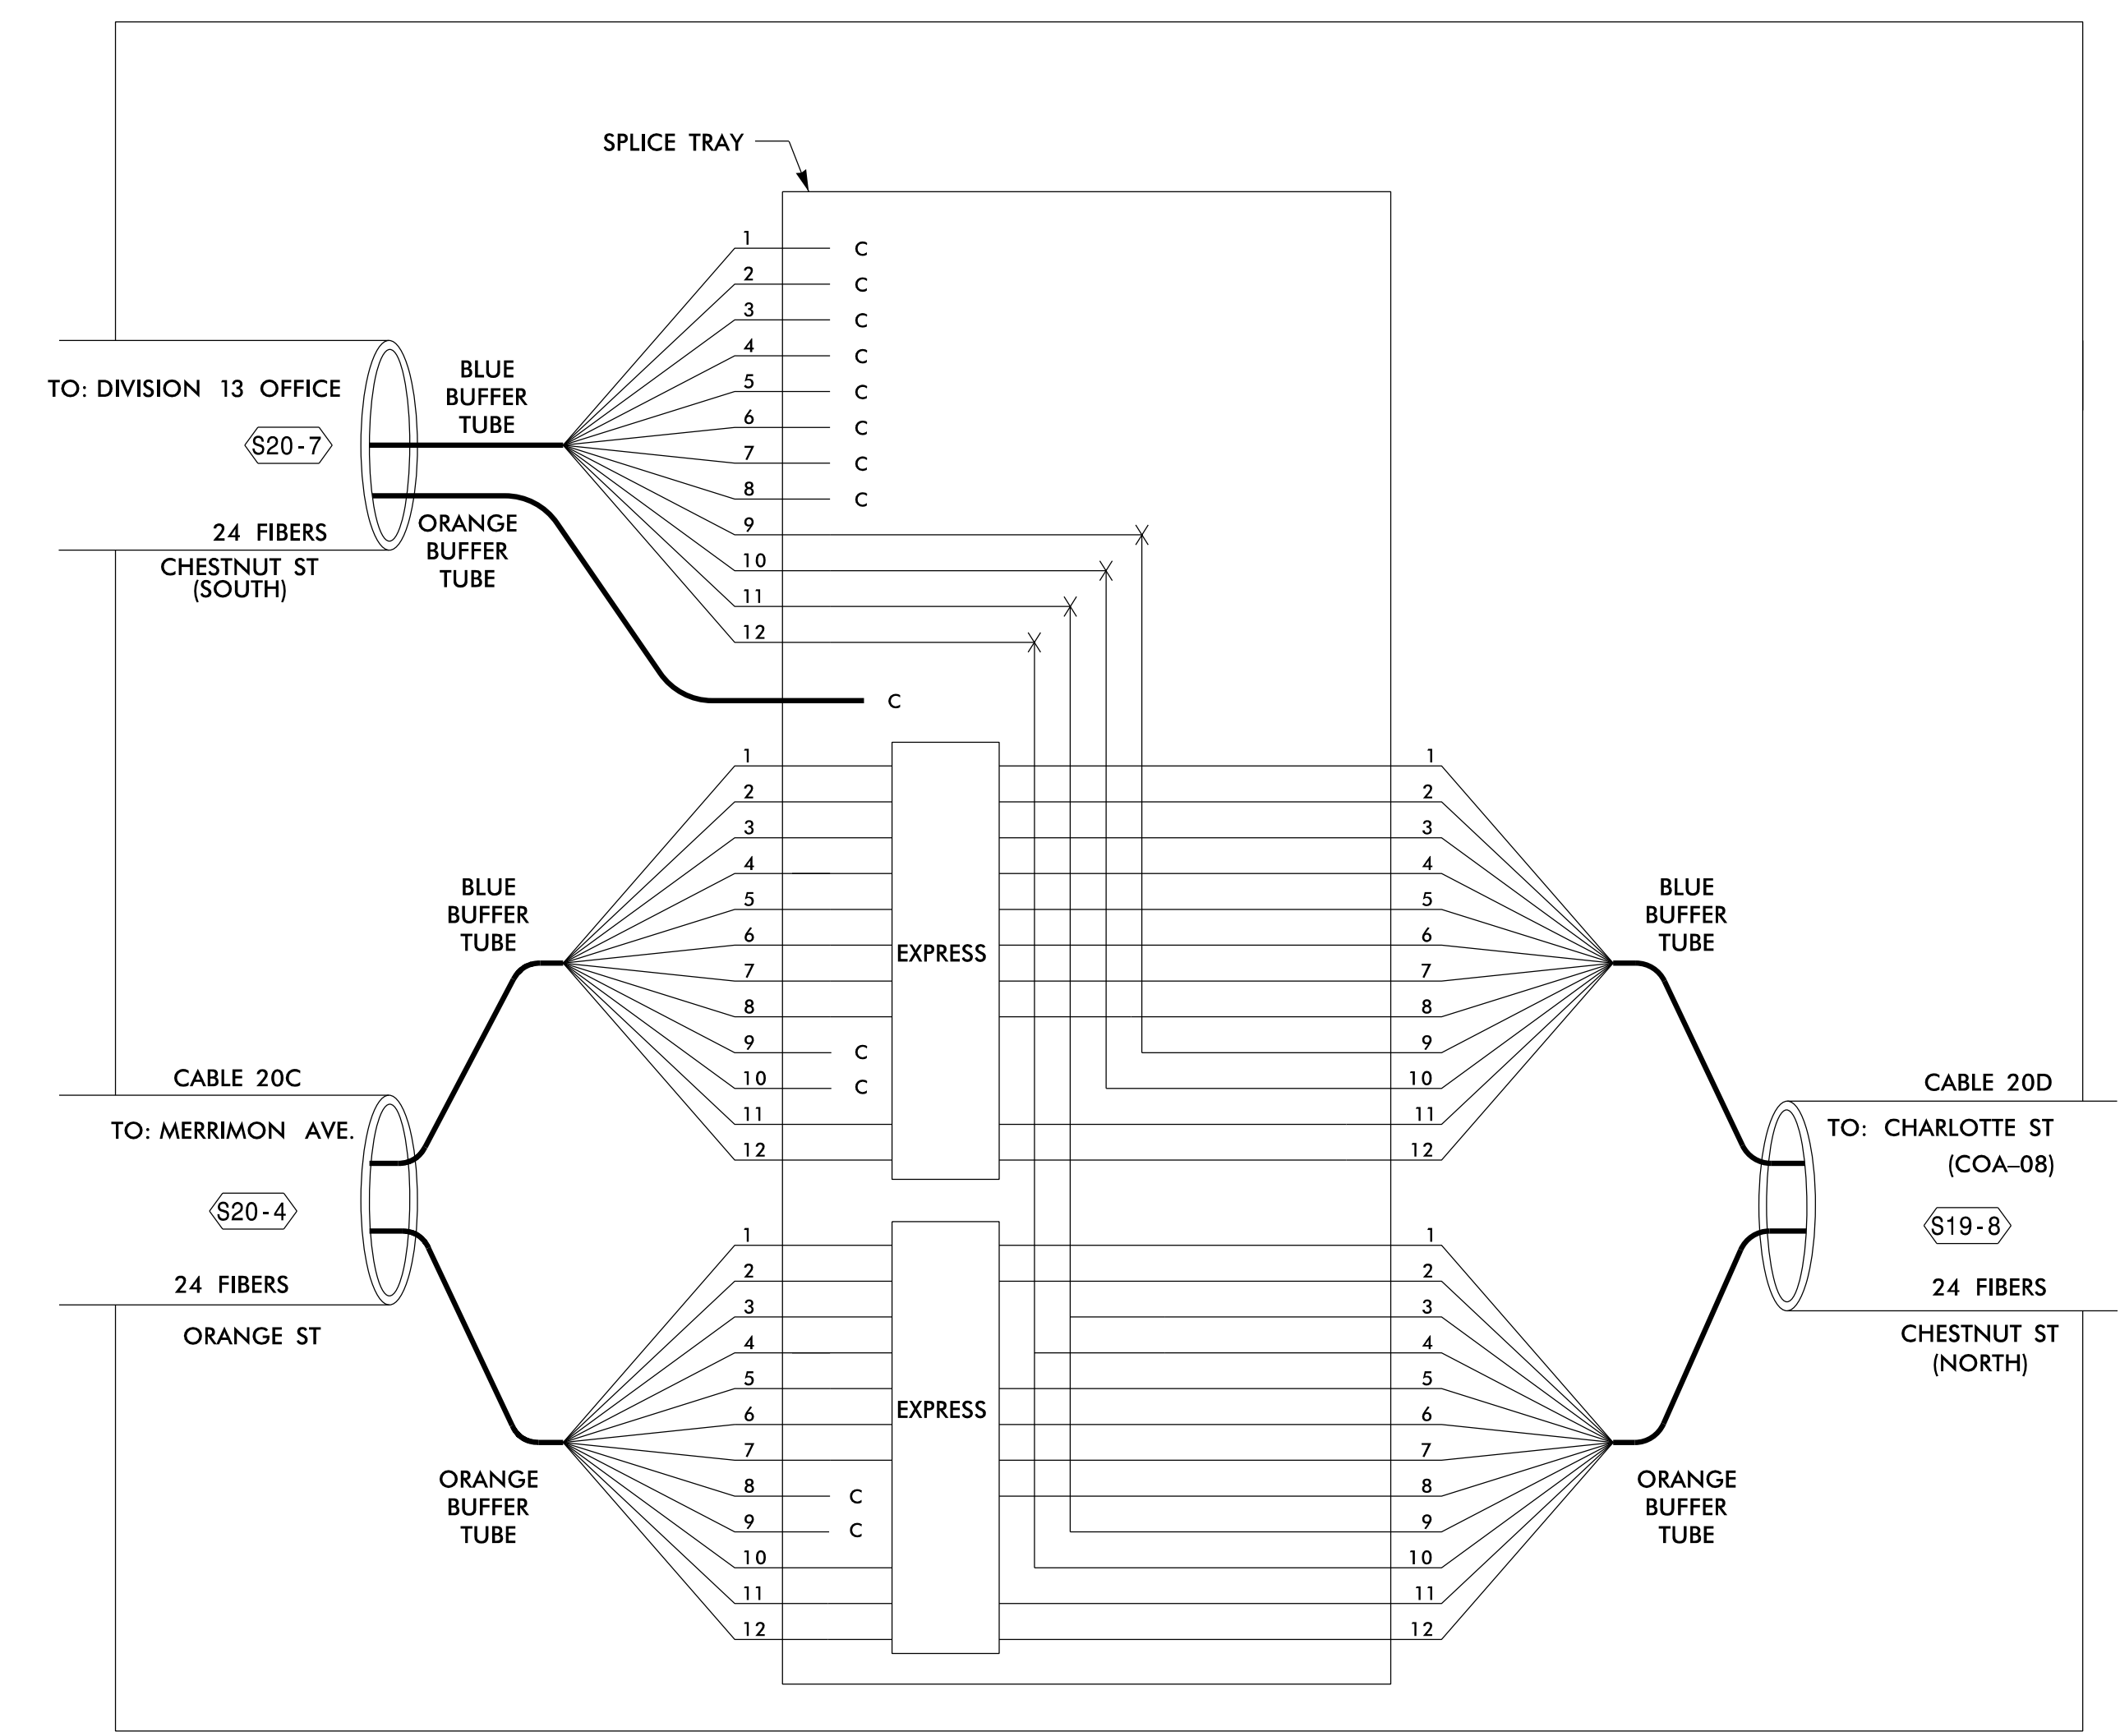 SPLICE TRAY
1 C
2 C
3 C
4 C
5 C
6 C
7 C
8 C
9
10
11
12
C
TO: DIVISION 13 OFFICE
S20-7
24 FIBERS
CHESTNUT ST
(SOUTH)
BLUE
BUFFER
TUBE
ORANGE
BUFFER
TUBE
1 1
2 2
3 3
4 4
5 5
6 6
7 7
8 8
9 C 9
10 C 10
11 11
12 12
EXPRESS
BLUE
BUFFER
TUBE
BLUE
BUFFER
TUBE
CABLE 20C
TO: MERRIMON AVE.
S20-4
24 FIBERS
ORANGE ST
CABLE 20D
TO: CHARLOTTE ST
(COA–08)
S19-8
24 FIBERS
CHESTNUT ST
(NORTH)
1 1
2 2
3 3
4 4
5 5
6 6
7 7
8 C 8
9 C 9
10 10
11 11
12 12
EXPRESS
ORANGE
BUFFER
TUBE
ORANGE
BUFFER
TUBE